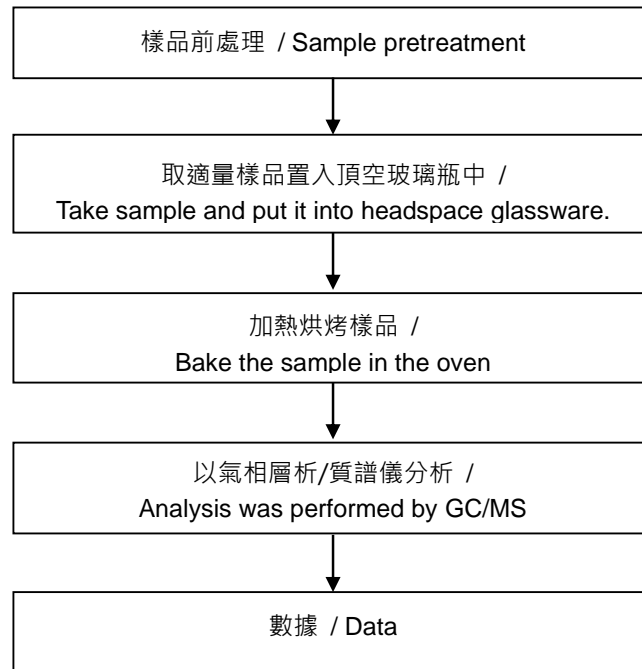 樣品前處理 / Sample pretreatment
取適量樣品置入頂空玻璃瓶中 /
Take sample and put it into headspace glassware.
加熱烘烤樣品 /
Bake the sample in the oven
以氣相層析/質譜儀分析 /
Analysis was performed by GC/MS
數據 / Data